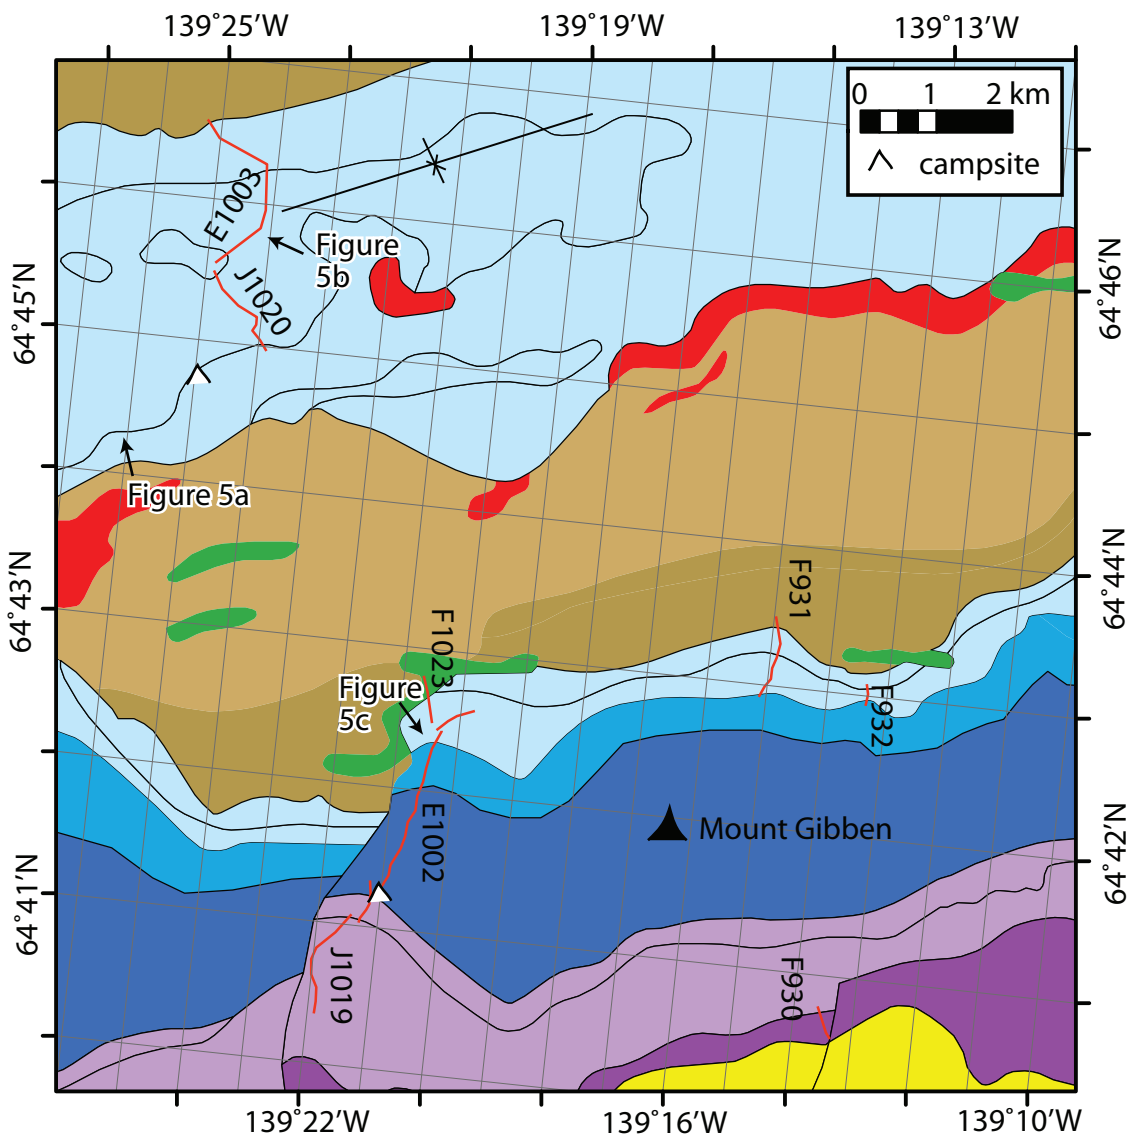 139°25′W
139°19′W
139°13′W
0 1 2 km
campsite
E1003
Figure
5b
J1020
64°45′N
64°46′N
Figure 5a
64°43′N
64°44′N
F931
F1023
Figure
5c
F932
E1002
Mount Gibben
64°42′N
64°41′N
J1019
F930
139°22′W
139°16′W
139°10′W